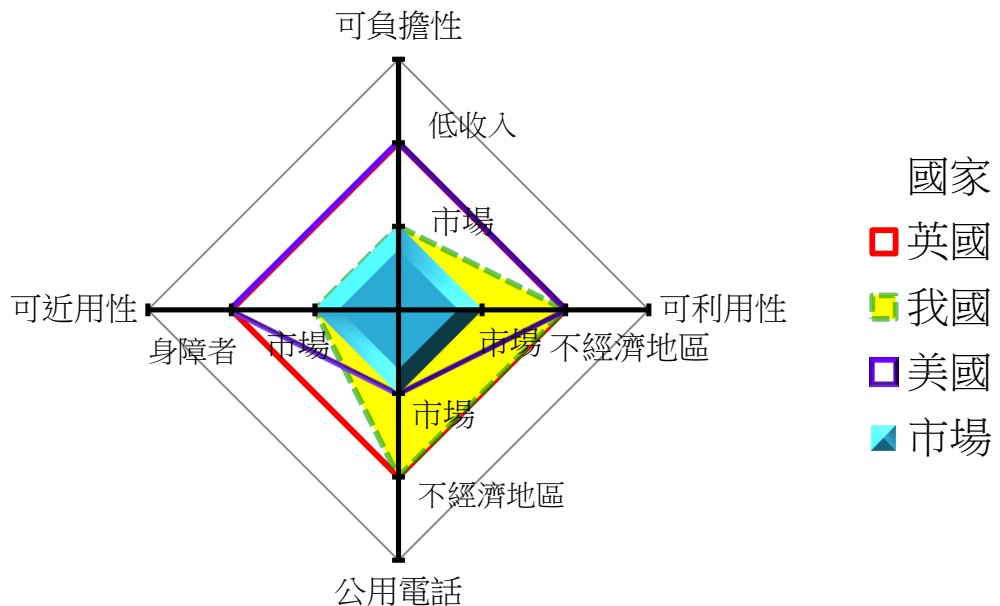 可負擔性
低收入
市場
可近用性
身障者
市場
市場
不經濟地區
可利用性
市場
不經濟地區
公用電話
國家
英國
我國
美國
市場